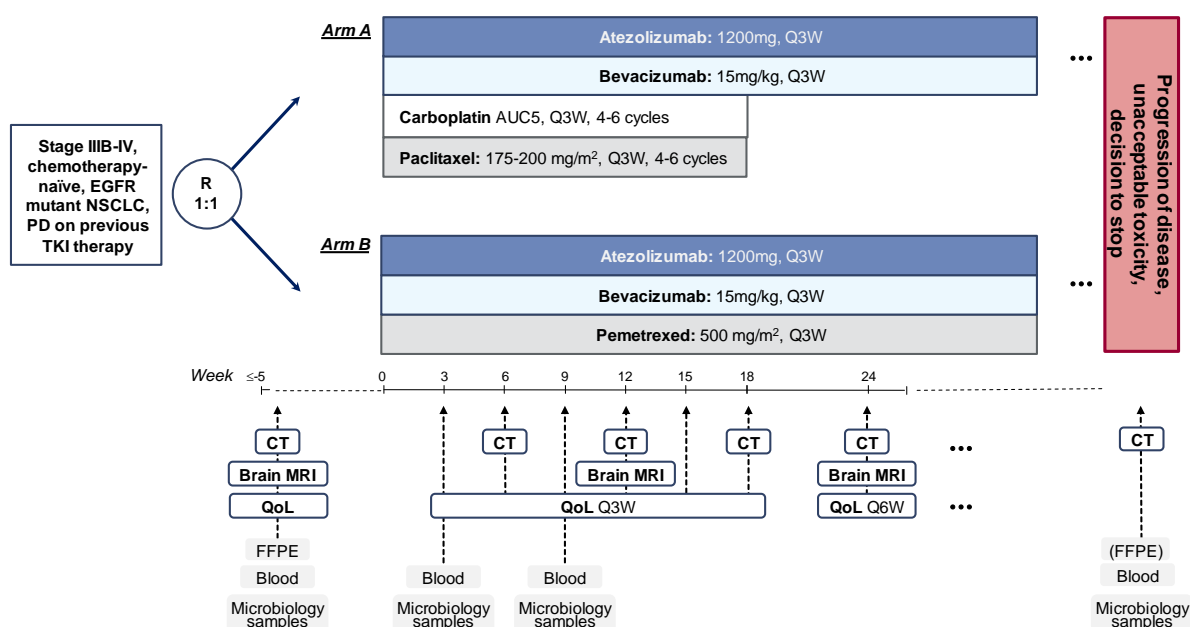 Arm A
Atezolizumab: 1200mg, Q3W
Bevacizumab: 15mg/kg, Q3W
Carboplatin AUC5, Q3W, 4-6 cycles
Paclitaxel: 175-200 mg/m², Q3W, 4-6 cycles
...
Stage IIIB-IV,
chemotherapy-
naïve, EGFR
mutant NSCLC,
PD on previous
TKI therapy
R
1:1
Arm B
Atezolizumab: 1200mg, Q3W
Bevacizumab: 15mg/kg, Q3W
Pemetrexed: 500 mg/m², Q3W
...
Progression of disease,
unacceptable toxicity,
decision to stop
Week ≤-5 0 3 6 9 12 15 18 24
CT CT CT CT CT ... CT
Brain MRI Brain MRI Brain MRI
QoL QoL Q3W QoL Q6W ...
FFPE (FFPE)
Blood Blood Blood Blood
Microbiology Microbiology Microbiology Microbiology
samples samples samples samples